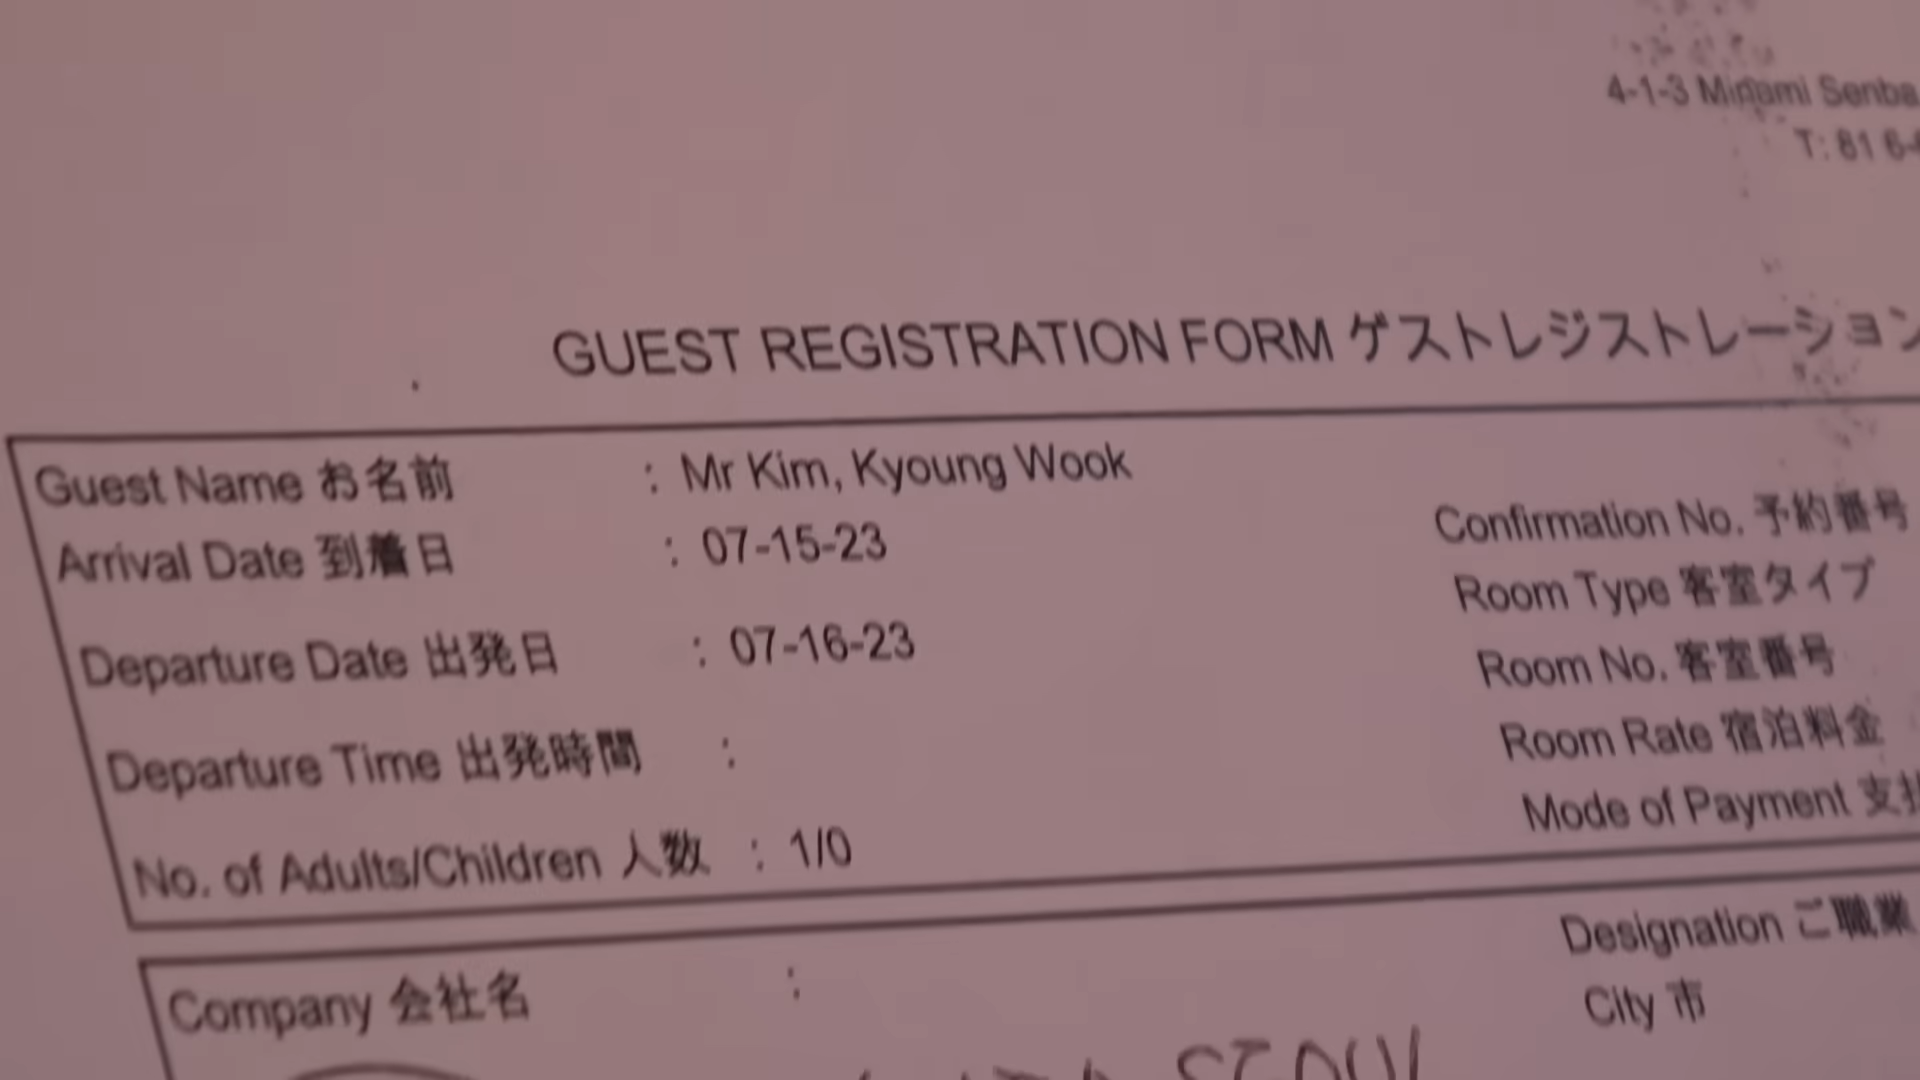 4-1-3 Minami Senba
T: 81 6-
GUEST REGISTRATION FORM ゲストレジストレーション
Guest Name お名前 : Mr Kim, Kyoung Wook
Arrival Date 到着日 : 07-15-23
Confirmation No. 予約番号
Departure Date 出発日 : 07-16-23
Room Type 客室タイプ
Room No. 客室番号
Departure Time 出発時間 :
Room Rate 宿泊料金
No. of Adults/Children 人数 : 1/0
Mode of Payment 支払
Designation ご職業
Company 会社名 :
City 市
SEOUL